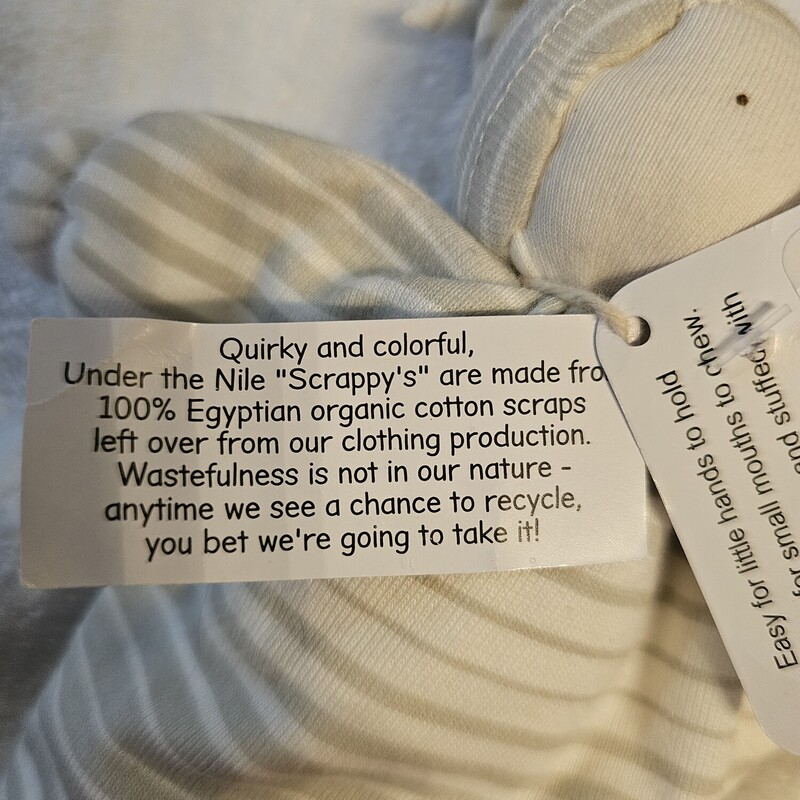 Quirky and colorful,
Under the Nile "Scrappy's" are made fro
100% Egyptian organic cotton scraps
left over from our clothing production.
Wastefulness is not in our nature -
anytime we see a chance to recycle,
you bet we're going to take it!
Easy for little hands to hold
for small mouths to chew.
and stuffed with